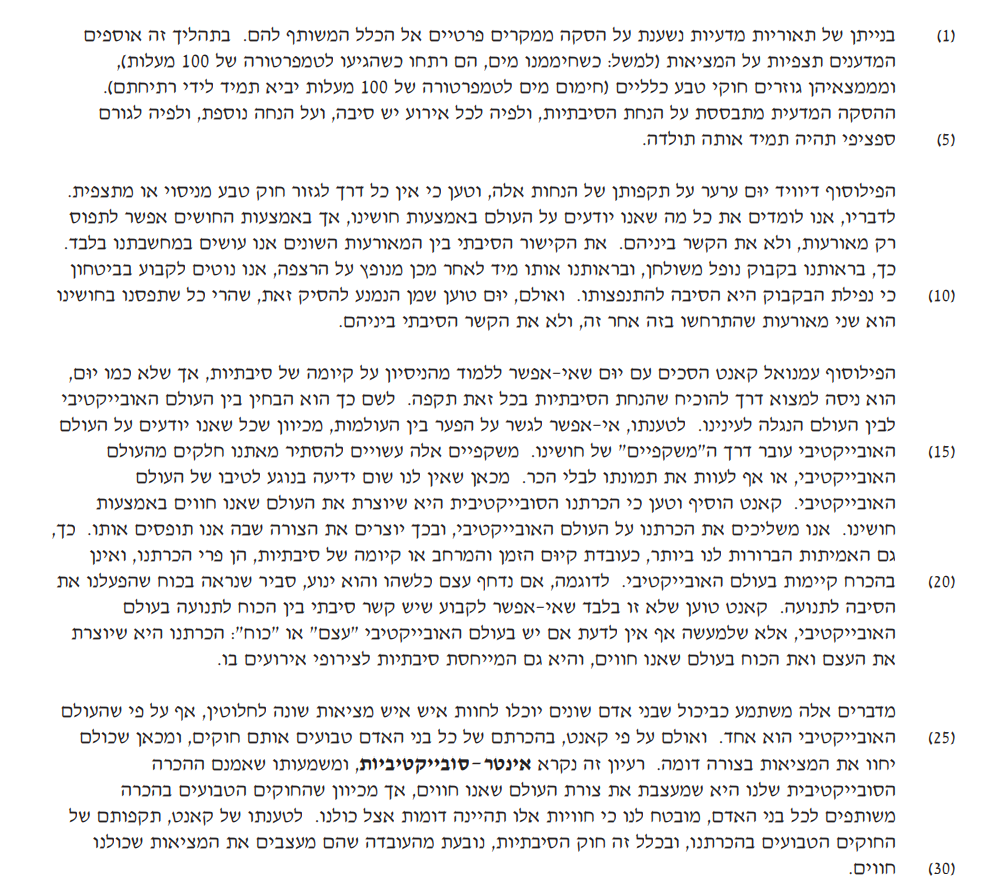 (1) בנייתן של תאוריות מדעיות נשענת על הסקה ממקרים פרטיים אל הכלל המשותף להם. בתהליך זה אוספים
המדענים תצפיות על המציאות (למשל: כשחיממנו מים, הם רתחו כשהגיעו לטמפרטורה של 100 מעלות),
ומממצאיהן גוזרים חוקי טבע כלליים (חימום מים לטמפרטורה של 100 מעלות יביא תמיד לידי רתיחתם).
ההסקה המדעית מתבססת על הנחת הסיבתיות, ולפיה לכל אירוע יש סיבה, ועל הנחה נוספת, ולפיה לגורם
(5) ספציפי תהיה תמיד אותה תולדה.

הפילוסוף דיוויד יוּם ערער על תקפותן של הנחות אלה, וטען כי אין כל דרך לגזור חוק טבע מניסוי או מתצפית.
לדבריו, אנו לומדים את כל מה שאנו יודעים על העולם באמצעות חושינו, אך באמצעות החושים אפשר לתפוס
רק מאורעות, ולא את הקשר ביניהם. את הקישור הסיבתי בין המאורעות השונים אנו עושים במחשבתנו בלבד.
כך, בראותנו בקבוק נופל משולחן, ובראותנו אותו מיד לאחר מכן מנופץ על הרצפה, אנו נוטים לקבוע בביטחון
(10) כי נפילת הבקבוק היא הסיבה להתנפצותו. ואולם, יוּם טוען שמן הנמנע להסיק זאת, שהרי כל שתפסנו בחושינו
הוא שני מאורעות שהתרחשו בזה אחר זה, ולא את הקשר הסיבתי ביניהם.

הפילוסוף עמנואל קאנט הסכים עם יוּם שאי-אפשר ללמוד מהניסיון על קיומה של סיבתיות, אך שלא כמו יוּם,
הוא ניסה למצוא דרך להוכיח שהנחת הסיבתיות בכל זאת תקפה. לשם כך הוא הבחין בין העולם האובייקטיבי
לבין העולם הנגלה לעינינו. לטענתו, אי-אפשר לגשר על הפער בין העולמות, מכיוון שכל שאנו יודעים על העולם
(15) האובייקטיבי עובר דרך ה"משקפיים" של חושינו. משקפיים אלה עשויים להסתיר מאתנו חלקים מהעולם
האובייקטיבי, או אף לעוות את תמונתו לבלי הכר. מכאן שאין לנו שום ידיעה בנוגע לטיבו של העולם
האובייקטיבי. קאנט הוסיף וטען כי הכרתנו הסובייקטיבית היא שיוצרת את העולם שאנו חווים באמצעות
חושינו. אנו משליכים את הכרתנו על העולם האובייקטיבי, ובכך יוצרים את הצורה שבה אנו תופסים אותו. כך,
גם האמיתות הברורות לנו ביותר, כעובדת קיוּם הזמן והמרחב או קיומה של סיבתיות, הן פרי הכרתנו, ואינן
(20) בהכרח קיימות בעולם האובייקטיבי. לדוגמה, אם נדחף עצם כלשהו והוא ינוע, סביר שנראה בכוח שהפעלנו את
הסיבה לתנועה. קאנט טוען שלא זו בלבד שאי-אפשר לקבוע שיש קשר סיבתי בין הכוח לתנועה בעולם
האובייקטיבי, אלא שלמעשה אף אין לדעת אם יש בעולם האובייקטיבי "עצם" או "כוח": הכרתנו היא שיוצרת
את העצם ואת הכוח בעולם שאנו חווים, והיא גם המייחסת סיבתיות לצירופי אירועים בו.

מדברים אלה משתמע כביכול שבני אדם שונים יוכלו לחוות איש איש מציאות שונה לחלוטין, אף על פי שהעולם
(25) האובייקטיבי הוא אחד. ואולם על פי קאנט, בהכרתם של כל בני האדם טבועים אותם חוקים, ומכאן שכולם
יחוו את המציאות בצורה דומה. רעיון זה נקרא אינטר-סובייקטיביות, ומשמעותו שאמנם ההכרה
הסובייקטיבית שלנו היא שמעצבת את צורת העולם שאנו חווים, אך מכיוון שהחוקים הטבועים בהכרה
משותפים לכל בני האדם, מובטח לנו כי חוויות אלו תהיינה דומות אצל כולנו. לטענתו של קאנט, תקפותם של
החוקים הטבועים בהכרתנו, ובכלל זה חוק הסיבתיות, נובעת מהעובדה שהם מעצבים את המציאות שכולנו
(30) חווים.